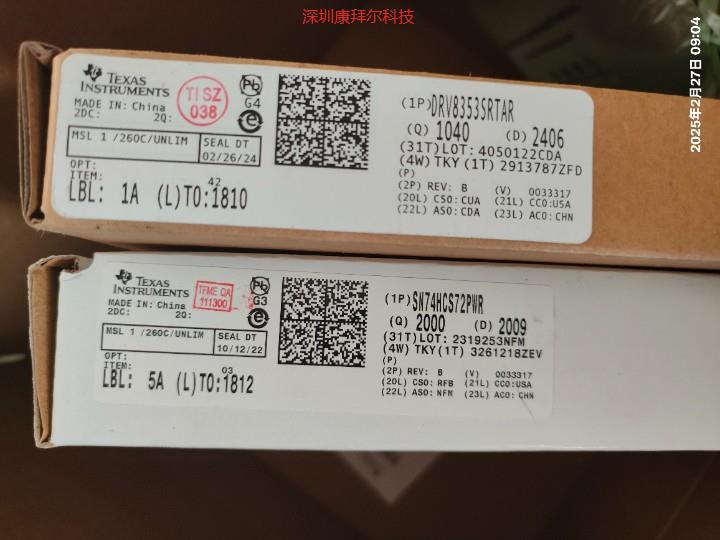 深圳康拜尔科技
2025年2月27日 09:04
TEXAS
INSTRUMENTS
MADE IN: China
2DC: 2Q:
TI SZ
038
Pb
G4
e
MSL 1 /260C/UNLIM
SEAL DT
02/26/24
OPT:
ITEM:
LBL: 1A (L)TO:1810
42
(1P)DRV8353SRTAR
(Q) 1040 (D) 2406
(31T)LOT: 4050122CDA
(4W) TKY (1T) 2913787ZFD
(P)
(2P) REV: B (V) 0033317
(20L) CSO: CUA (21L) CCO:USA
(22L) ASO: CDA (23L) ACO: CHN
TEXAS
INSTRUMENTS
MADE IN: China
2DC: 2Q:
TFME QA
111300
Pb
G3
e
MSL 1 /260C/UNLIM
SEAL DT
10/12/22
OPT:
ITEM:
LBL: 5A (L)TO:1812
03
(1P)SN74HCS72PWR
(Q) 2000 (D) 2009
(31T)LOT: 2319253NFM
(4W) TKY(1T) 3261218ZEV
(P)
(2P) REV: B (V) 0033317
(20L) CSO: RFB (21L) CCO:USA
(22L) ASO: NFM (23L) ACO: CHN